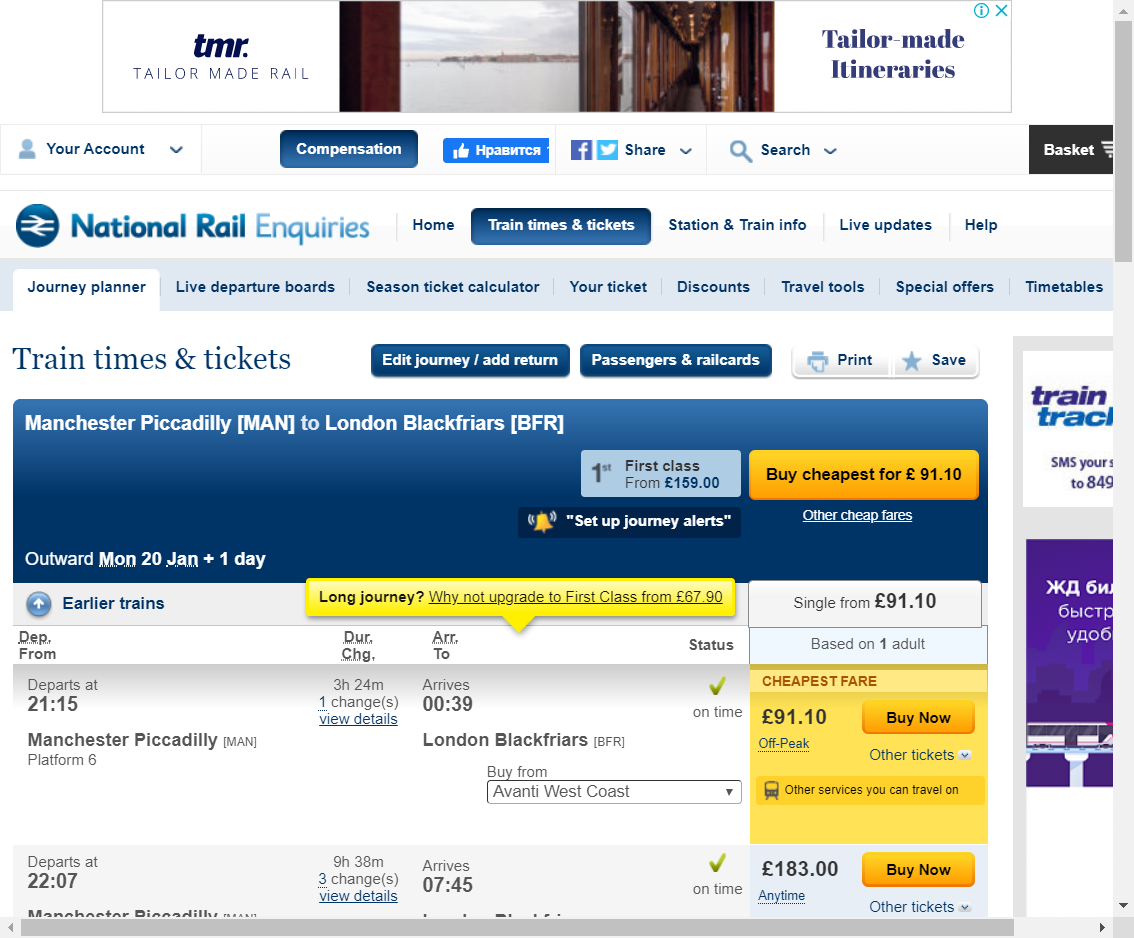 tmr.
TAILOR MADE RAIL
Tailor-made
Itineraries
Your Account
Compensation
Нравится
Share
Search
Basket
National Rail Enquiries
Home
Train times & tickets
Station & Train info
Live updates
Help
Journey planner
Live departure boards
Season ticket calculator
Your ticket
Discounts
Travel tools
Special offers
Timetables
Train times & tickets
Edit journey / add return
Passengers & railcards
Print
Save
train
track
SMS your s
to 849
Manchester Piccadilly [MAN] to London Blackfriars [BFR]
1st
First class
From £159.00
Buy cheapest for £ 91.10
"Set up journey alerts"
Other cheap fares
Outward Mon 20 Jan + 1 day
Earlier trains
Long journey? Why not upgrade to First Class from £67.90
Single from £91.10
ЖД бил
быстр
удоб
Dep.
From
Dur.
Chg.
Arr.
To
Status
Based on 1 adult
CHEAPEST FARE
Departs at
21:15
3h 24m
1 change(s)
view details
Arrives
00:39
on time
£91.10
Buy Now
Off-Peak
Other tickets
Manchester Piccadilly [MAN]
Platform 6
London Blackfriars [BFR]
Buy from
Avanti West Coast
Other services you can travel on
Departs at
22:07
9h 38m
3 change(s)
view details
Arrives
07:45
on time
£183.00
Buy Now
Anytime
Other tickets
Manchester Piccadilly [MAN]